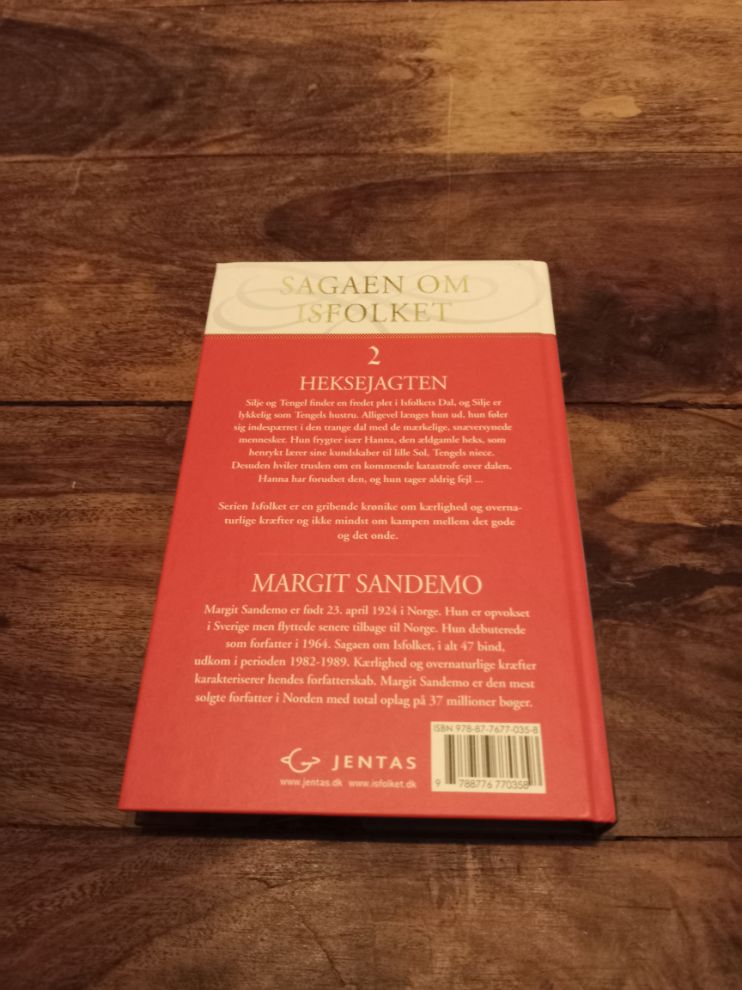 SAGAEN OM
ISFOLKET
2
HEKSEJAGTEN
Silje og Tengel finder en fredet plet i Isfolkets Dal, og Silje er
lykkelig som Tengels hustru. Alligevel længes hun ud, hun føler
sig indespærret i den trange dal med de mærkelige, snæversynede
mennesker. Hun frygter især Hanna, den ældgamle heks, som
henrykt lærer sine kundskaber til lille Sol, Tengels niece.
Desuden hviler truslen om en kommende katastrofe over dalen.
Hanna har forudset den, og hun tager aldrig fejl ...
Serien Isfolket er en gribende krønike om kærlighed og overna-
turlige kræfter og ikke mindst om kampen mellem det gode
og det onde.
MARGIT SANDEMO
Margit Sandemo er født 23. april 1924 i Norge. Hun er opvokset
i Sverige men flyttede senere tilbage til Norge. Hun debuterede
som forfatter i 1964. Sagaen om Isfolket, i alt 47 bind,
udkom i perioden 1982-1989. Kærlighed og overnaturlige kræfter
karakteriserer hendes forfatterskab. Margit Sandemo er den mest
solgte forfatter i Norden med total oplag på 37 millioner bøger.
ISBN 978-87-7677-035-8
JENTAS
www.jentas.dk www.isfolket.dk
9 788776 770358